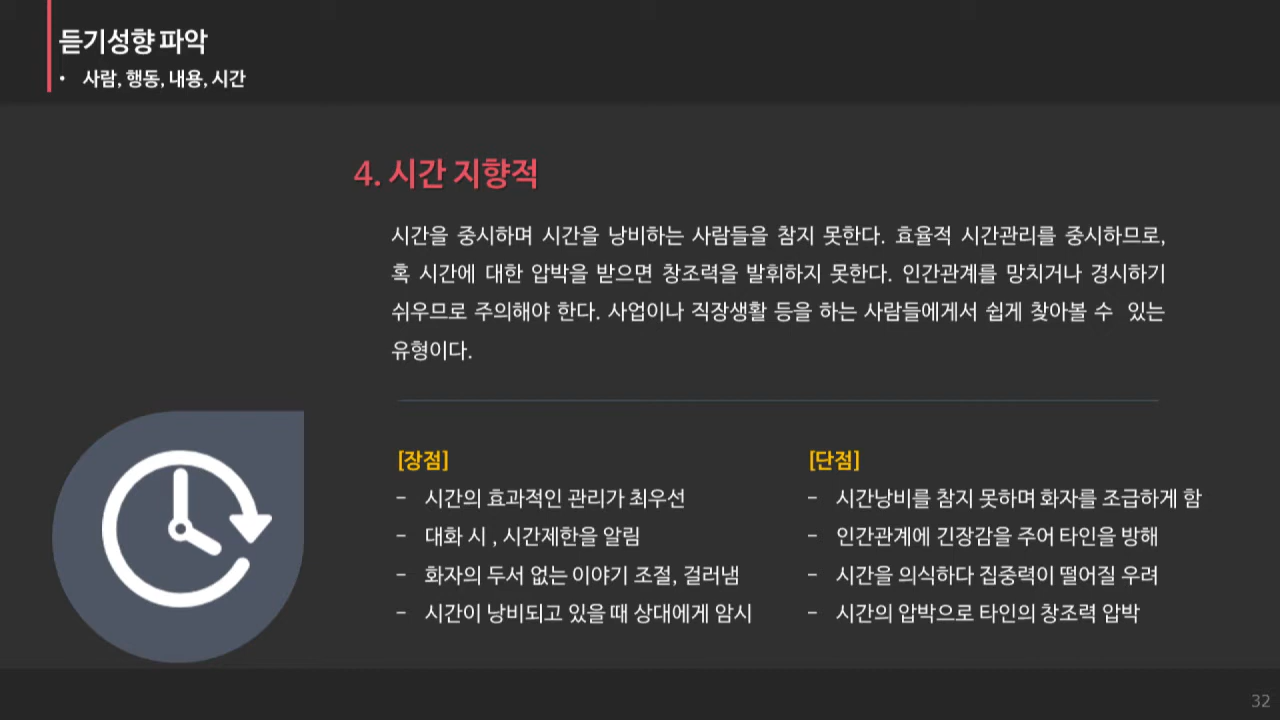 듣기성향 파악
• 사람, 행동, 내용, 시간
4. 시간 지향적
시간을 중시하며 시간을 낭비하는 사람들을 참지 못한다. 효율적 시간관리를 중시하므로,
혹 시간에 대한 압박을 받으면 창조력을 발휘하지 못한다. 인간관계를 망치거나 경시하기
쉬우므로 주의해야 한다. 사업이나 직장생활 등을 하는 사람들에게서 쉽게 찾아볼 수 있는
유형이다.
[장점]
- 시간의 효과적인 관리가 최우선
- 대화 시 , 시간제한을 알림
- 화자의 두서 없는 이야기 조절, 걸러냄
- 시간이 낭비되고 있을 때 상대에게 암시
[단점]
- 시간낭비를 참지 못하며 화자를 조급하게 함
- 인간관계에 긴장감을 주어 타인을 방해
- 시간을 의식하다 집중력이 떨어질 우려
- 시간의 압박으로 타인의 창조력 압박
32